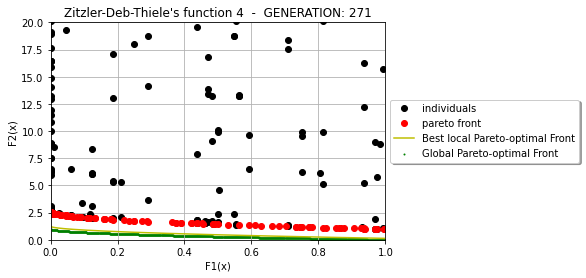 Zitzler-Deb-Thiele's function 4 - GENERATION: 271
20.0
17.5
15.0
12.5
10.0
7.5
5.0
2.5
0.0
F2(x)
0.0 0.2 0.4 0.6 0.8 1.0
F1(x)
individuals
pareto front
Best local Pareto-optimal Front
Global Pareto-optimal Front